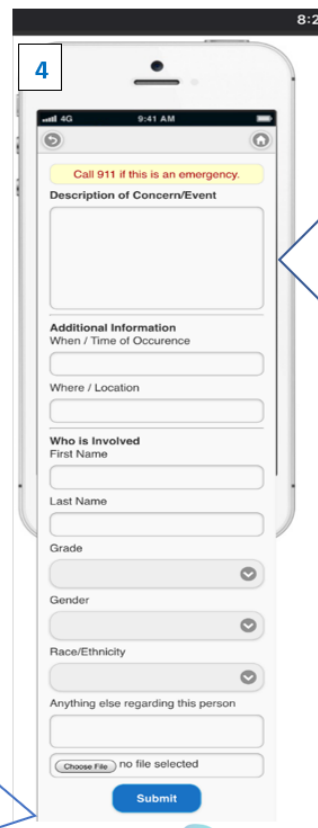 8:2
4
4G 9:41 AM
Call 911 if this is an emergency.
Description of Concern/Event
Additional Information
When / Time of Occurence
Where / Location
Who is Involved
First Name
Last Name
Grade
Gender
Race/Ethnicity
Anything else regarding this person
Choose File no file selected
Submit